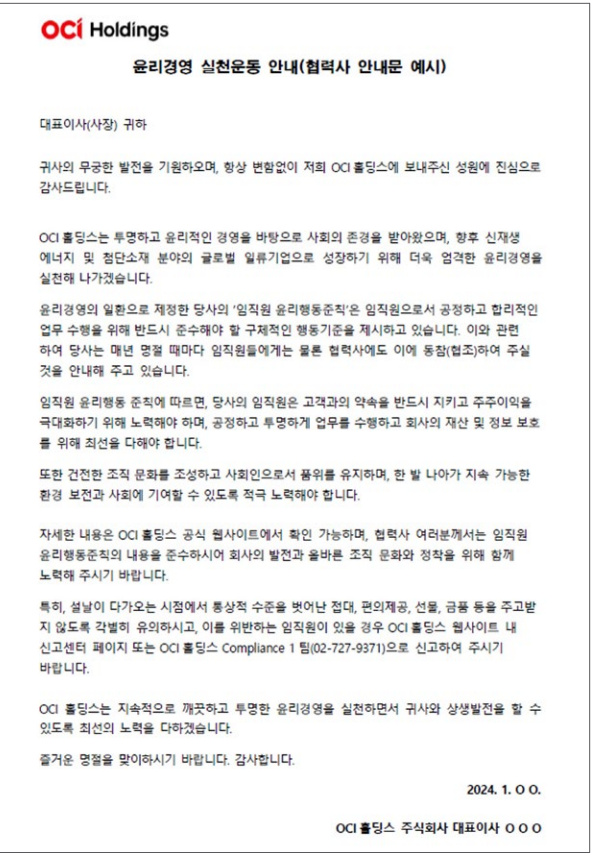 OCI Holdings
윤리경영 실천운동 안내(협력사 안내문 예시)
대표이사(사장) 귀하
귀사의 무궁한 발전을 기원하오며, 항상 변함없이 저희 OCI 홀딩스에 보내주신 성원에 진심으로
감사드립니다.
OCI 홀딩스는 투명하고 윤리적인 경영을 바탕으로 사회의 존경을 받아왔으며, 향후 신재생
에너지 및 첨단소재 분야의 글로벌 일류기업으로 성장하기 위해 더욱 엄격한 윤리경영을
실천해 나가겠습니다.
윤리경영의 일환으로 제정한 당사의 '임직원 윤리행동준칙'은 임직원으로서 공정하고 합리적인
업무 수행을 위해 반드시 준수해야 할 구체적인 행동기준을 제시하고 있습니다. 이와 관련
하여 당사는 매년 명절 때마다 임직원들에게는 물론 협력사에도 이에 동참(협조)하여 주실
것을 안내해 주고 있습니다.
임직원 윤리행동 준칙에 따르면, 당사의 임직원은 고객과의 약속을 반드시 지키고 주주이익을
극대화하기 위해 노력해야 하며, 공정하고 투명하게 업무를 수행하고 회사의 재산 및 정보 보호
를 위해 최선을 다해야 합니다.
또한 건전한 조직 문화를 조성하고 사회인으로서 품위를 유지하며, 한 발 나아가 지속 가능한
환경 보전과 사회에 기여할 수 있도록 적극 노력해야 합니다.
자세한 내용은 OCI 홀딩스 공식 웹사이트에서 확인 가능하며, 협력사 여러분께서는 임직원
윤리행동준칙의 내용을 준수하시어 회사의 발전과 올바른 조직 문화와 정착을 위해 함께
노력해 주시기 바랍니다.
특히, 설날이 다가오는 시점에서 통상적 수준을 벗어난 접대, 편의제공, 선물, 금품 등을 주고받
지 않도록 각별히 유의하시고, 이를 위반하는 임직원이 있을 경우 OCI 홀딩스 웹사이트 내
신고센터 페이지 또는 OCI 홀딩스 Compliance 1 팀(02-727-9371)으로 신고하여 주시기
바랍니다.
OCI 홀딩스는 지속적으로 깨끗하고 투명한 윤리경영을 실천하면서 귀사와 상생발전을 할 수
있도록 최선의 노력을 다하겠습니다.
즐거운 명절을 맞이하시기 바랍니다. 감사합니다.
2024. 1. O O.
OCI 홀딩스 주식회사 대표이사 O O O